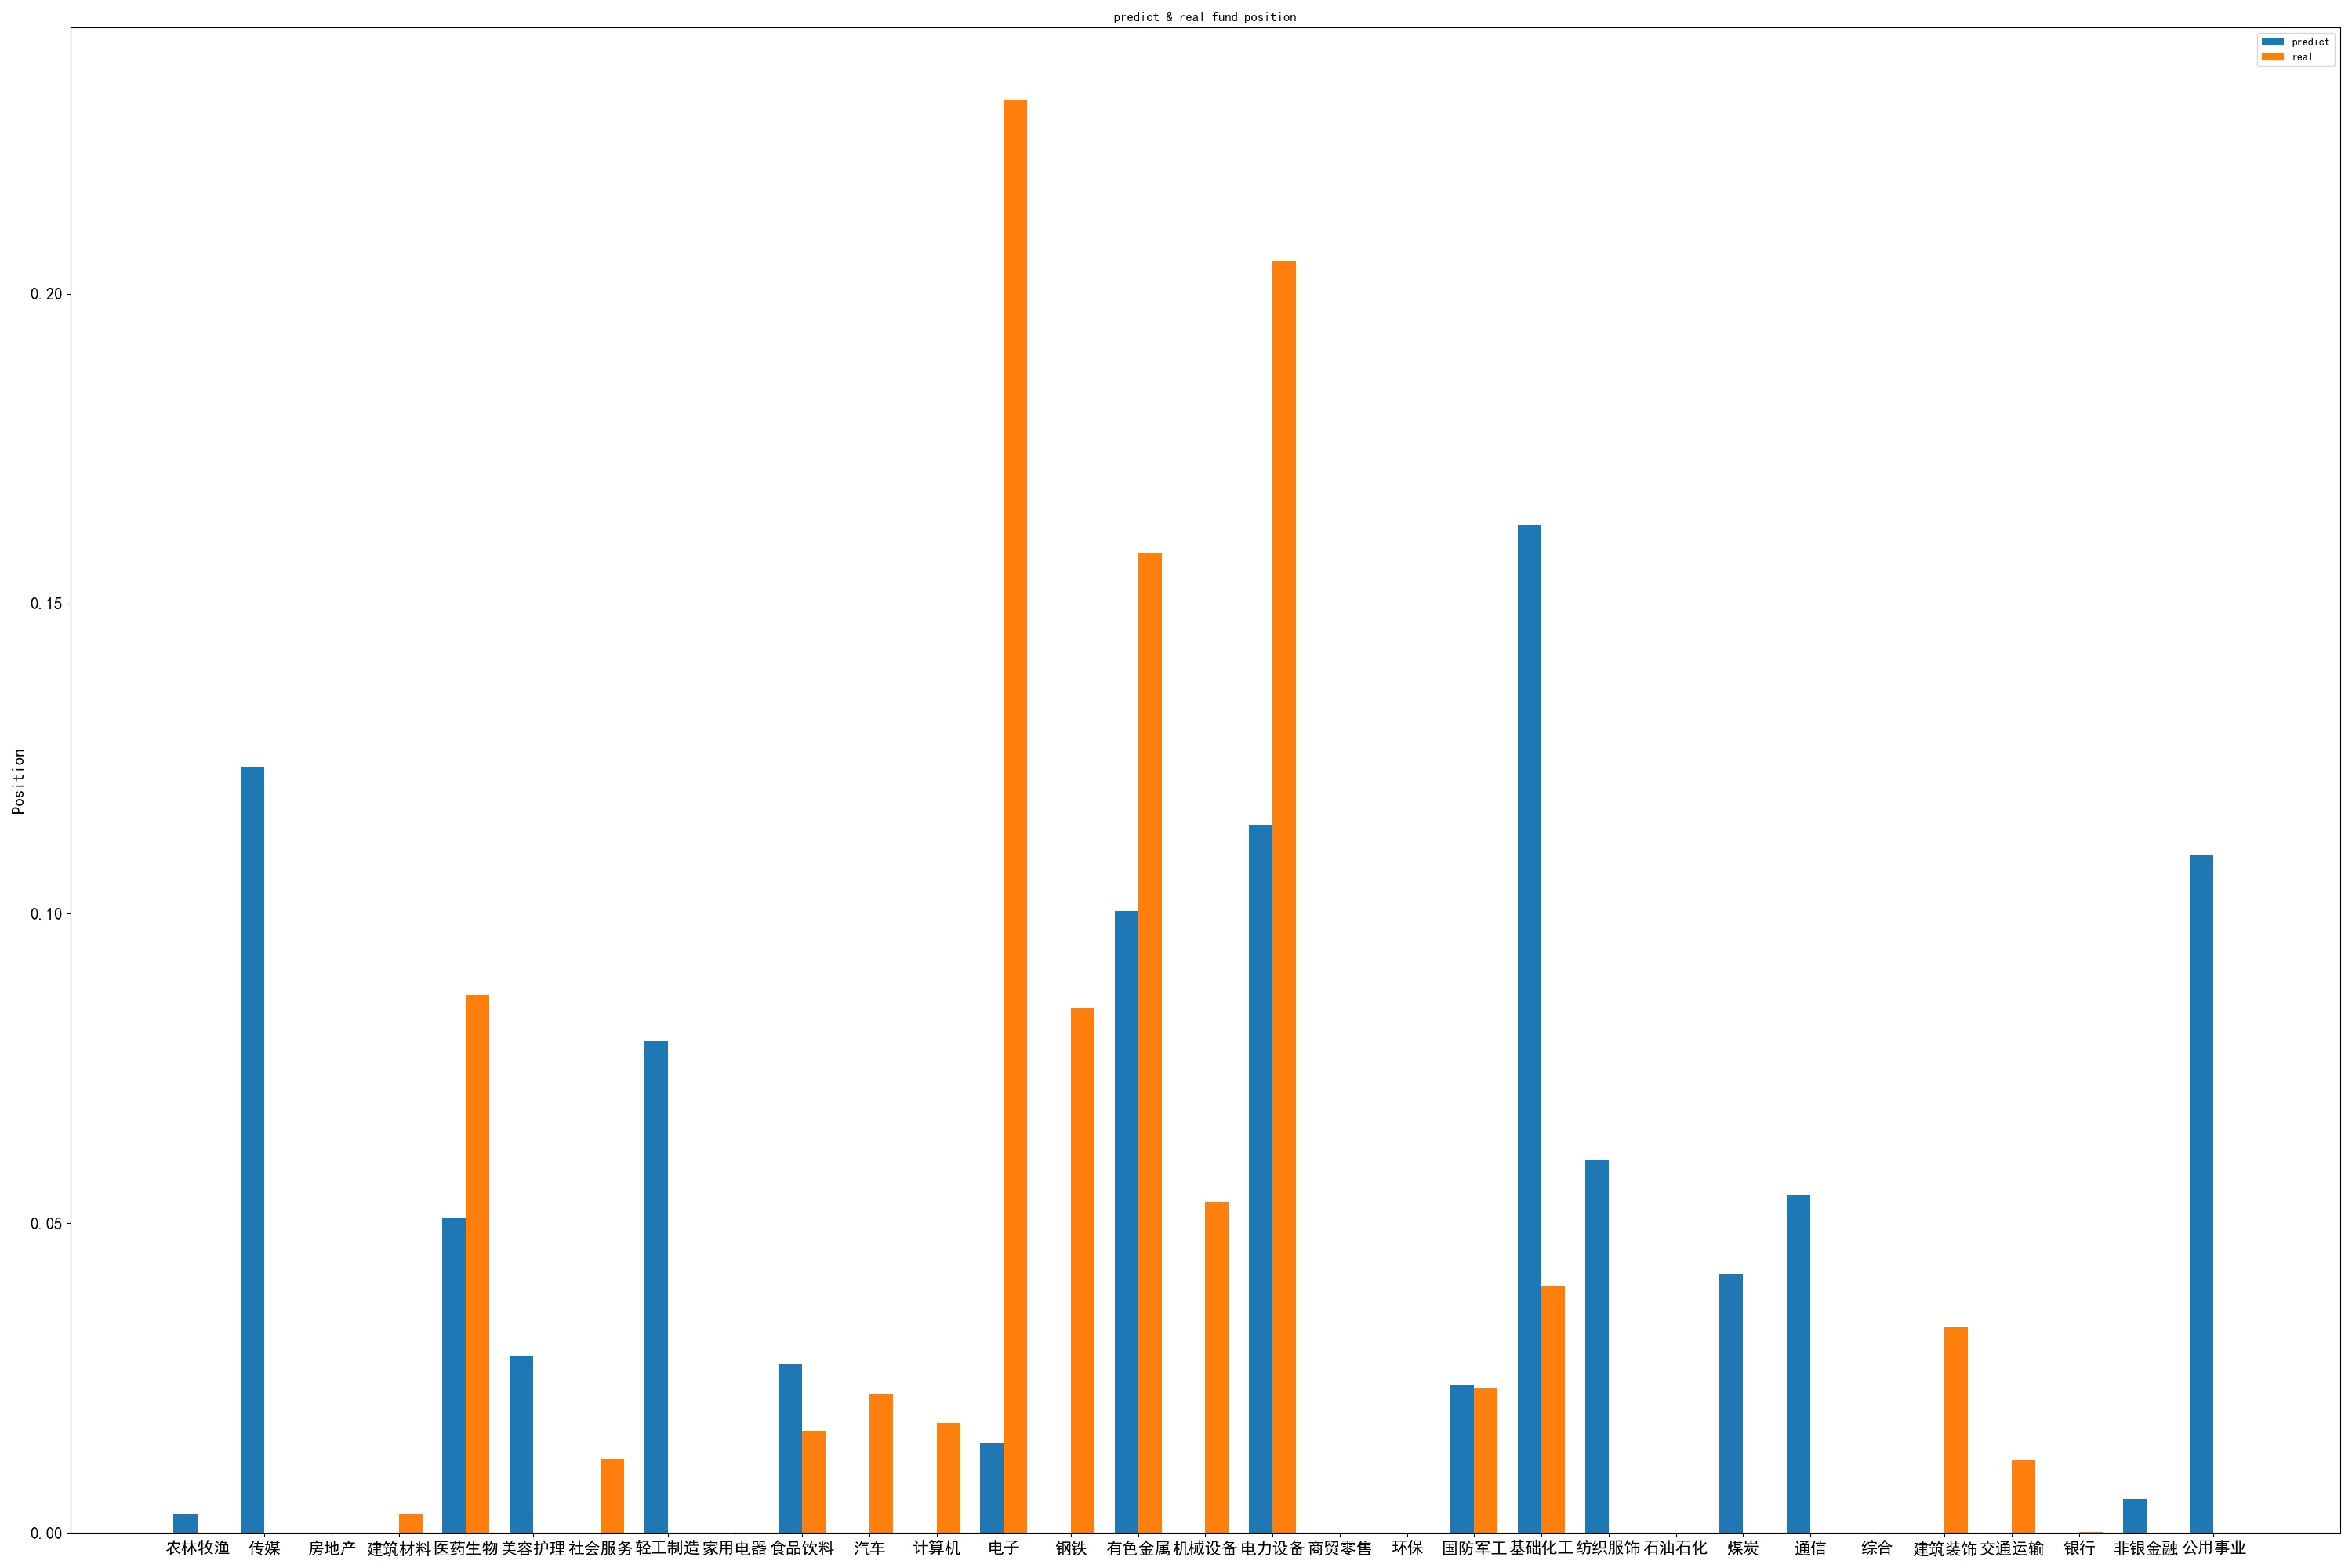 predict & real fund position
predict
real
Position
0.20
0.15
0.10
0.05
0.00
农林牧渔 传媒 房地产 建筑材料 医药生物 美容护理 社会服务 轻工制造 家用电器 食品饮料 汽车 计算机 电子 钢铁 有色金属 机械设备 电力设备 商贸零售 环保 国防军工 基础化工 纺织服饰 石油石化 煤炭 通信 综合 建筑装饰 交通运输 银行 非银金融 公用事业